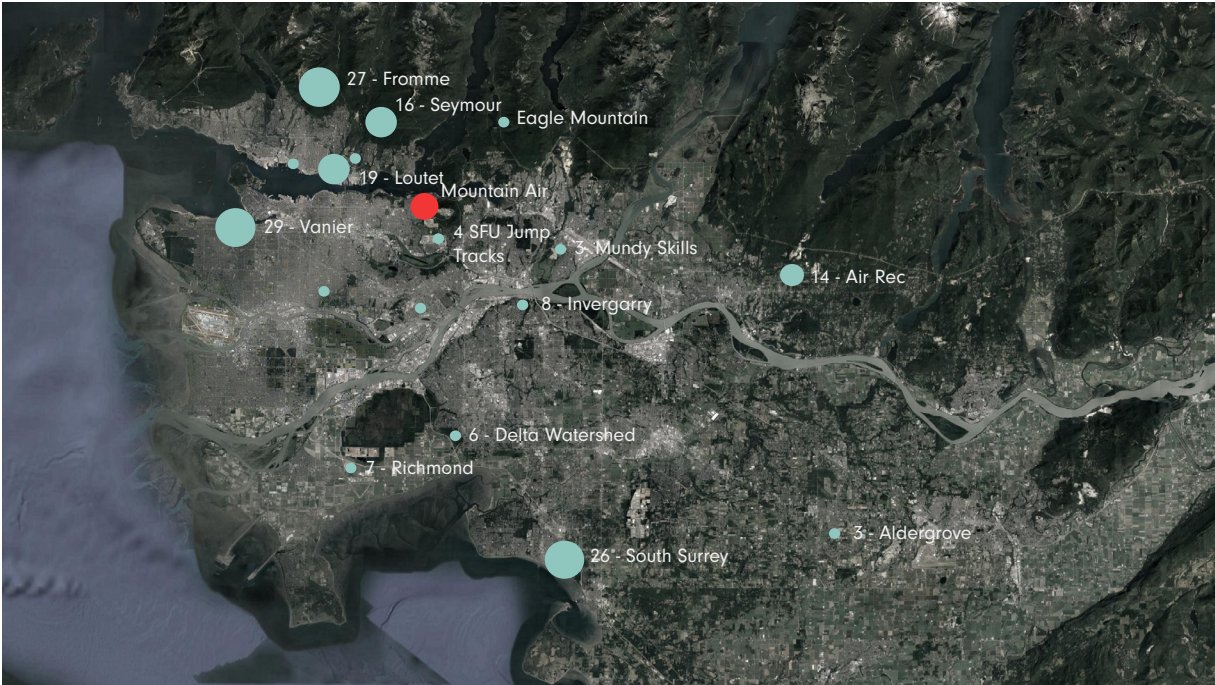 27 - Fromme
16 - Seymour
Eagle Mountain
19 - Loutet
Mountain Air
29 - Vanier
4 SFU Jump
Tracks
3- Mundy Skills
14 - Air Rec
8 - Invergarry
6 - Delta Watershed
7 - Richmond
3 - Aldergrove
26 - South Surrey